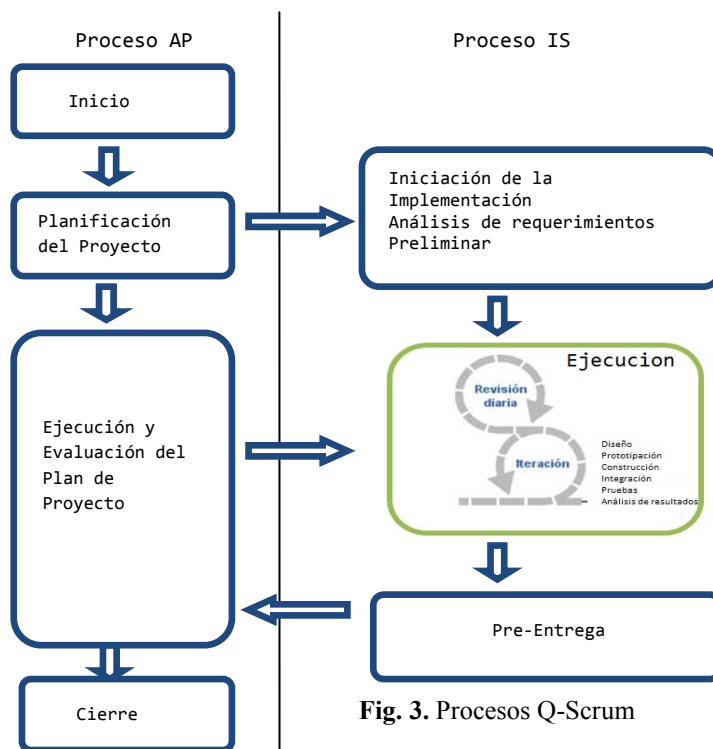 Proceso AP
Proceso IS
Inicio
Planificación
del Proyecto
Iniciación de la
Implementación
Análisis de requerimientos
Preliminar
Ejecución y
Evaluación del
Plan de
Proyecto
Ejecucion
Revisión
diaria
Iteración
Diseño
Prototipación
Construcción
Integración
Pruebas
Análisis de resultados
Pre-Entrega
Cierre
Fig. 3. Procesos Q-Scrum